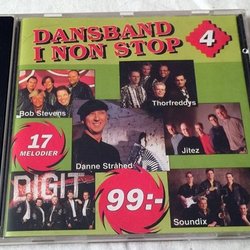 DANSBAND
I NON STOP
4
Bob Stevens
Thorfreddys
17
MELODIER
Danne Stråhed
Jitez
DIGIT
99:-
Soundix